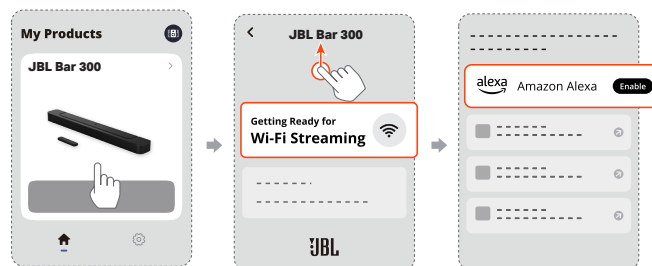 My Products
JBL Bar 300
JBL Bar 300
Getting Ready for
Wi-Fi Streaming
JBL
alexa
Amazon Alexa
Enable